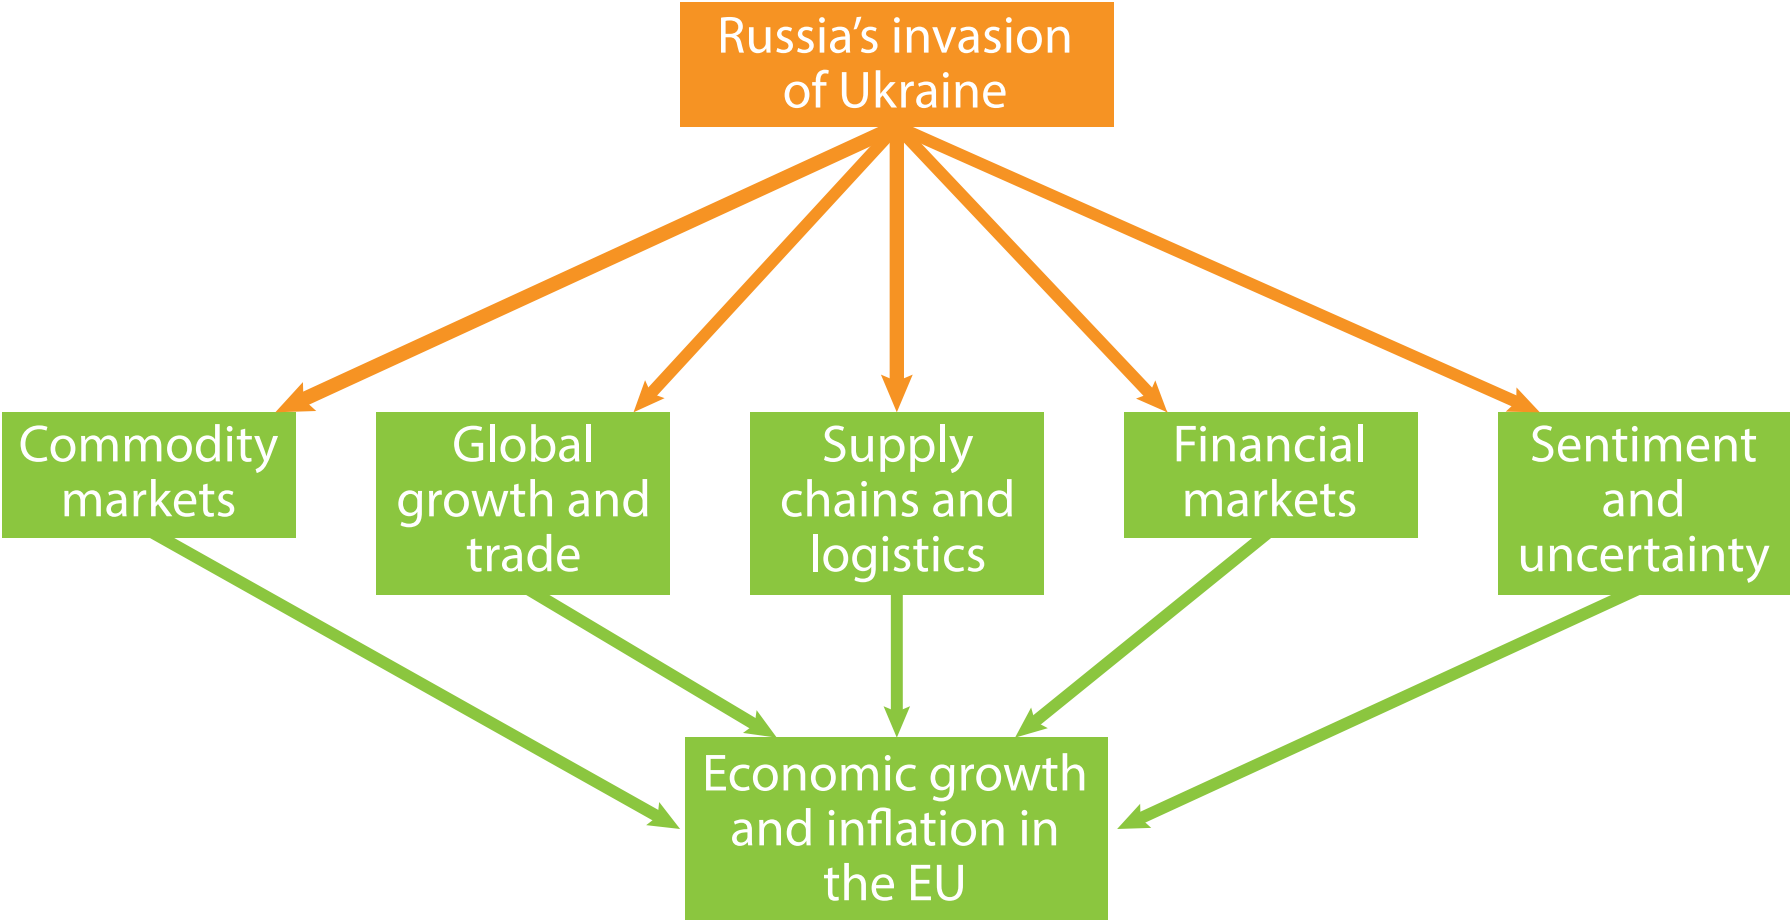 Russia’s invasion
of Ukraine
Commodity
markets
Global
growth and
trade
Supply
chains and
logistics
Financial
markets
Sentiment
and
uncertainty
Economic growth
and inflation in
the EU